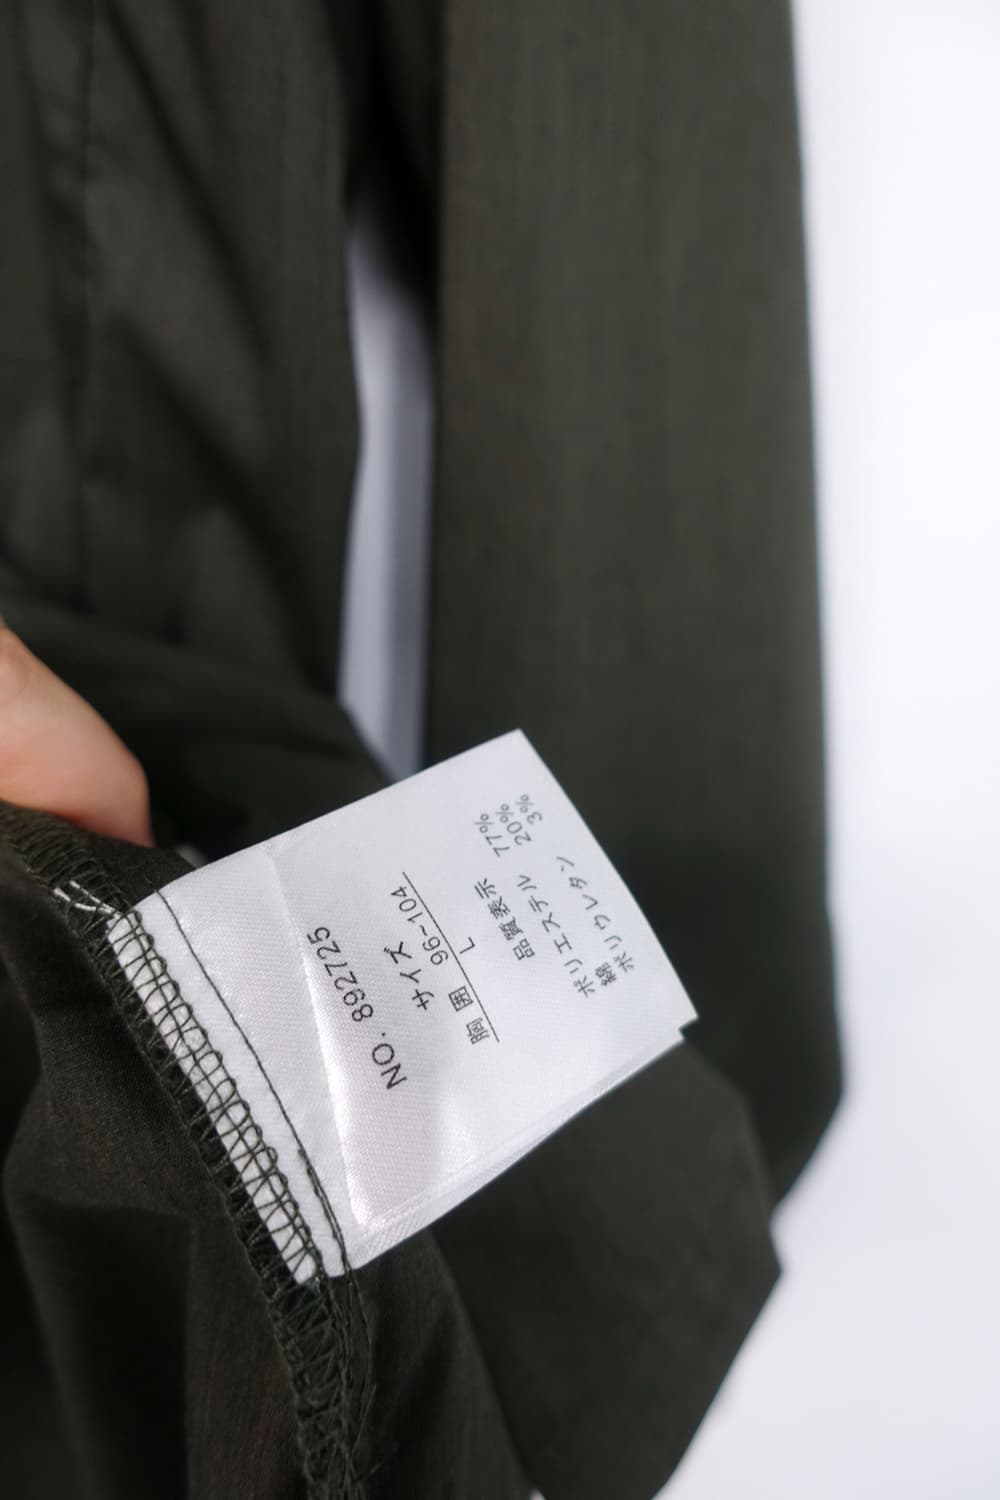 NO. 892725
サイズ L
胸囲 96~104
品質表示
ポリエステル 77%
綿 20%
ポリウレタン 3%